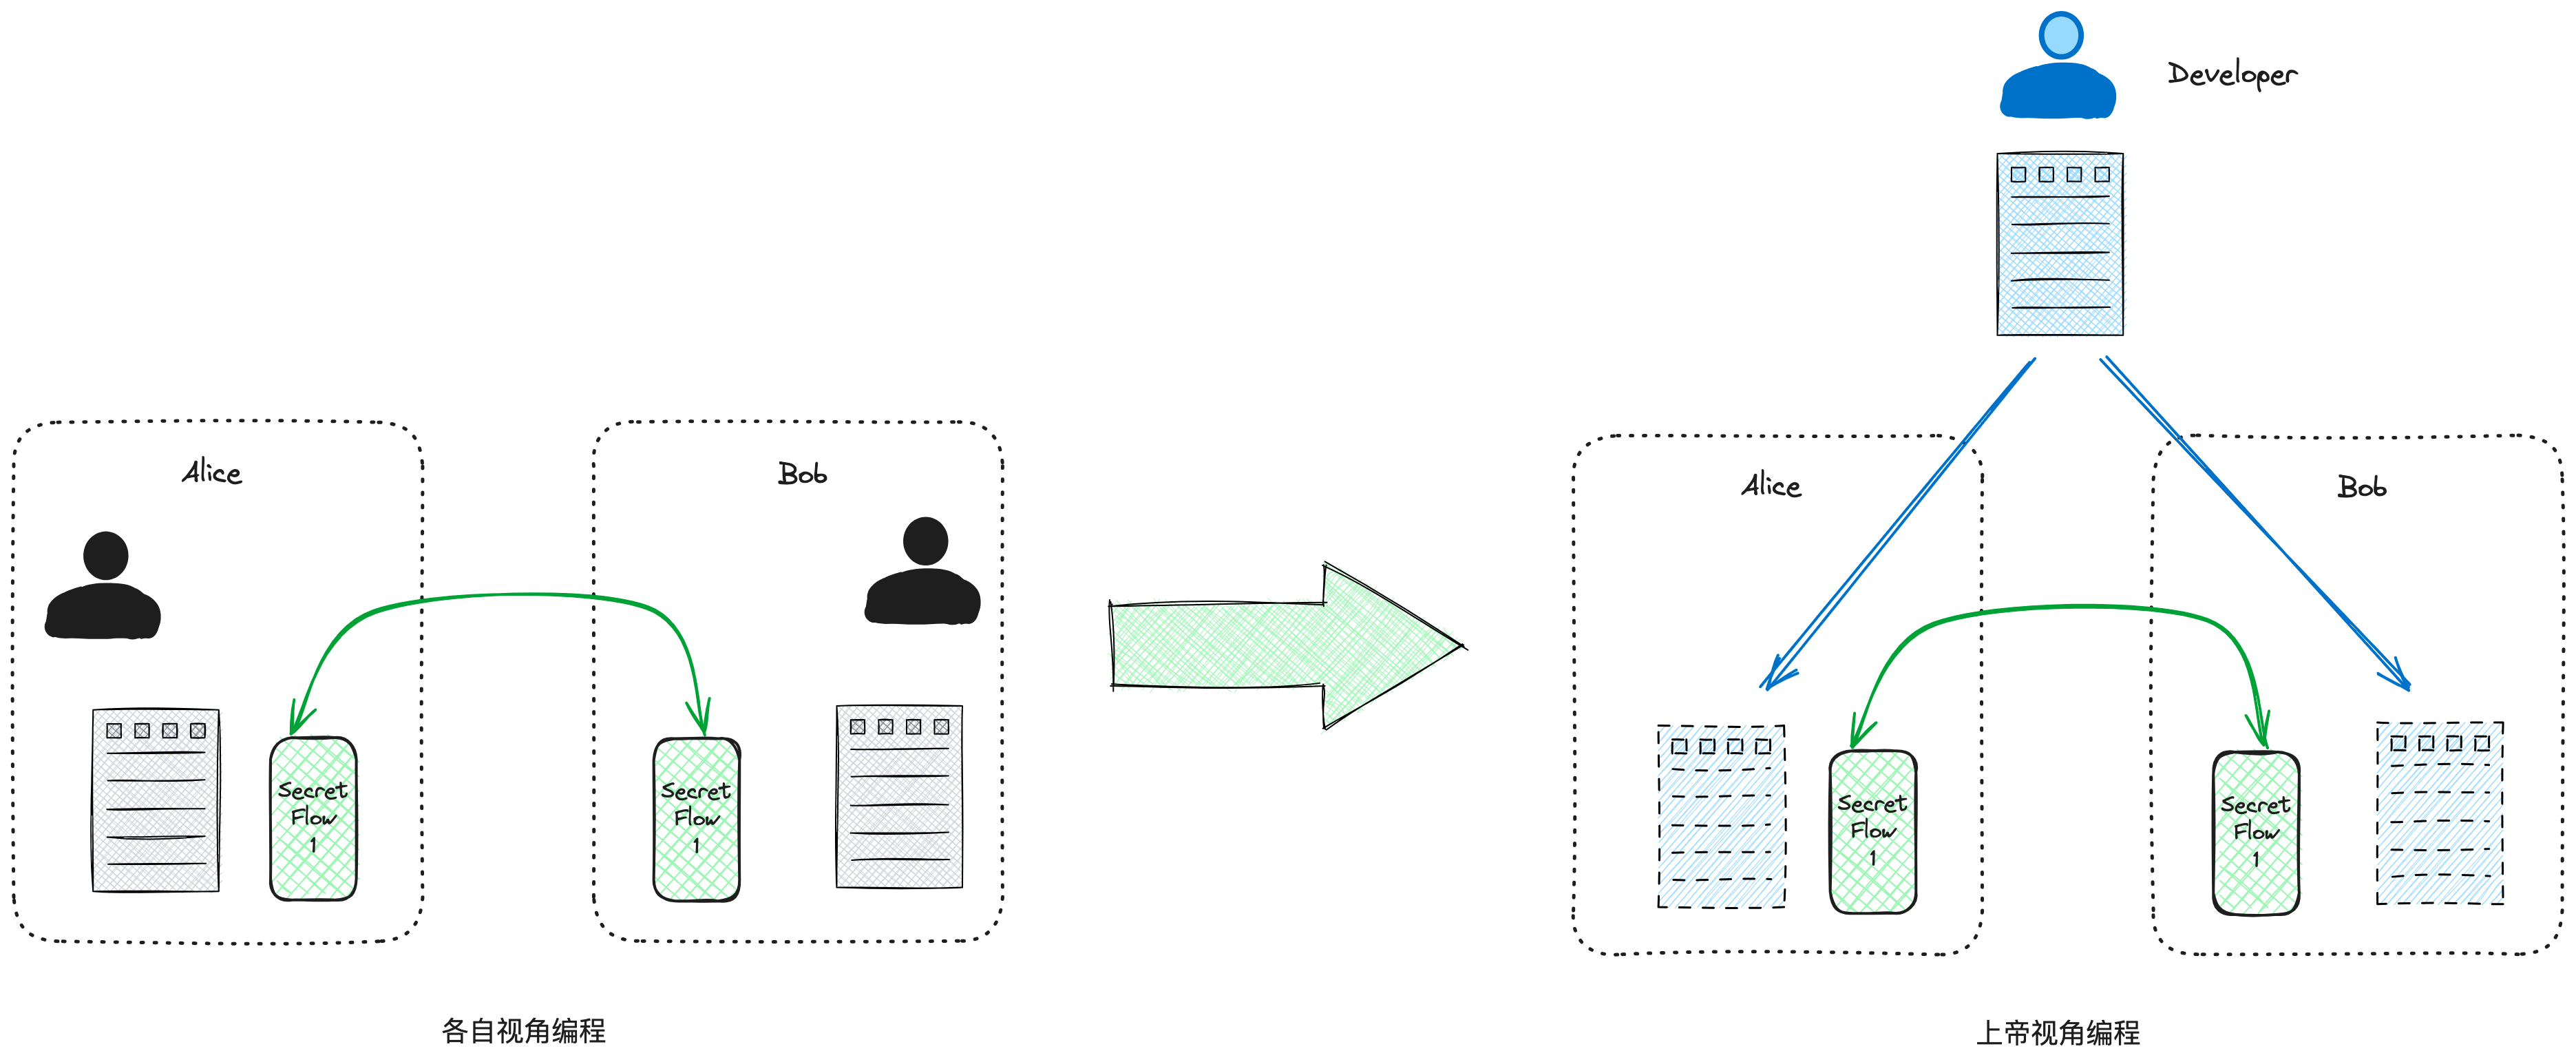 Developer
Alice
Bob
Secret
Flow
1
Secret
Flow
1
各自视角编程
Alice
Bob
Secret
Flow
1
Secret
Flow
1
上帝视角编程